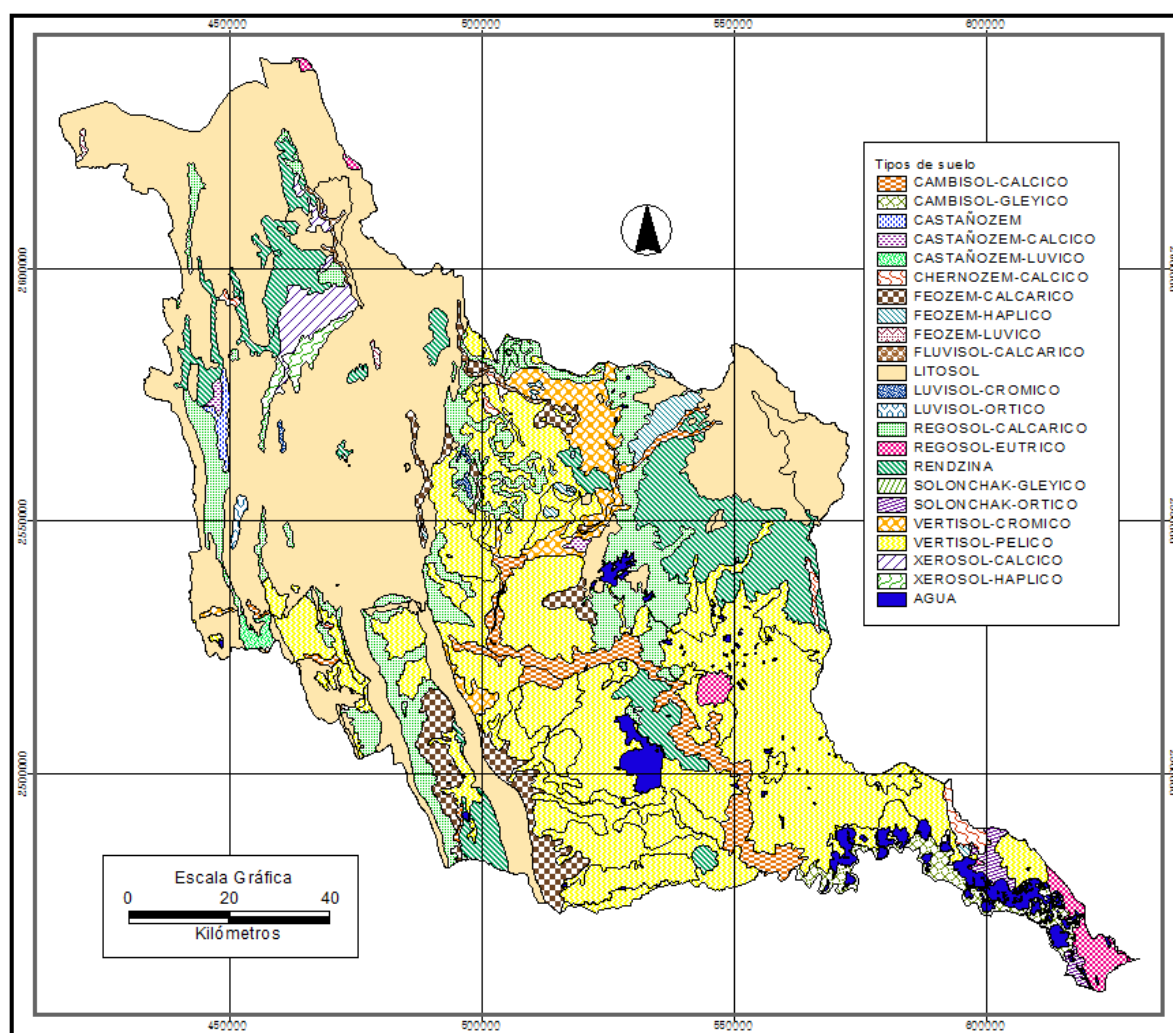 450000 500000 550000 600000
Tipos de suelo
CAMBISOL-CALCICO
CAMBISOL-GLEYICO
CASTAÑOZEM
CASTAÑOZEM-CALCICO
CASTAÑOZEM-LUVICO
CHERNOZEM-CALCICO
FEOZEM-CALCARICO
FEOZEM-HAPLICO
FEOZEM-LUVICO
FLUVISOL-CALCARICO
LITOSOL
LUVISOL-CROMICO
LUVISOL-ORTICO
REGOSOL-CALCARICO
REGOSOL-EUTRICO
RENDZINA
SOLONCHAK-GLEYICO
SOLONCHAK-ORTICO
VERTISOL-CROMICO
VERTISOL-PELICO
XEROSOL-CALCICO
XEROSOL-HAPLICO
AGUA
2600000
2550000
2500000
Escala Gráfica
0 20 40
Kilómetros
450000 500000 550000 600000